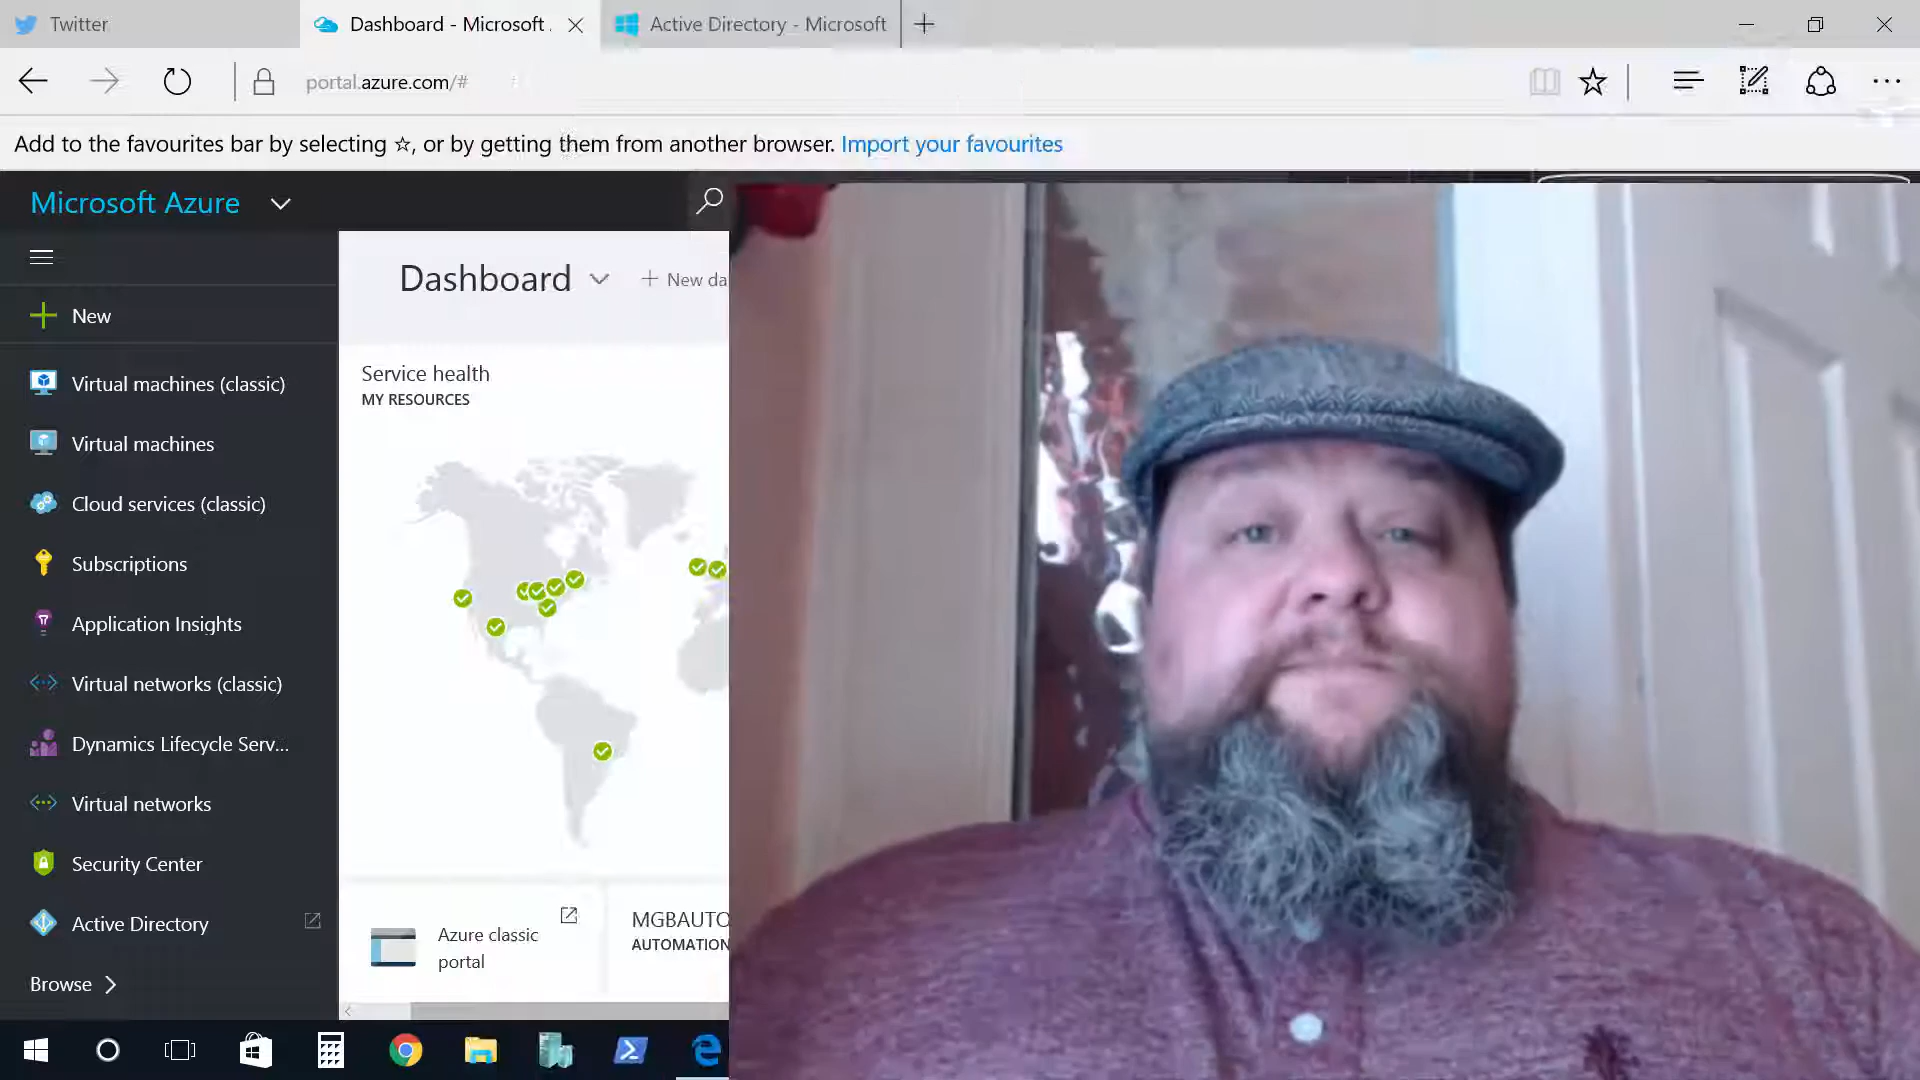 Twitter
Dashboard - Microsoft
Active Directory - Microsoft
portal.azure.com/#
Add to the favourites bar by selecting ☆, or by getting them from another browser. Import your favourites
Microsoft Azure
Dashboard
+ New da
New
Service health
MY RESOURCES
Virtual machines (classic)
Virtual machines
Cloud services (classic)
Subscriptions
Application Insights
Virtual networks (classic)
Dynamics Lifecycle Serv...
Virtual networks
Security Center
Active Directory
Browse
Azure classic
portal
MGBAUTO
AUTOMATION